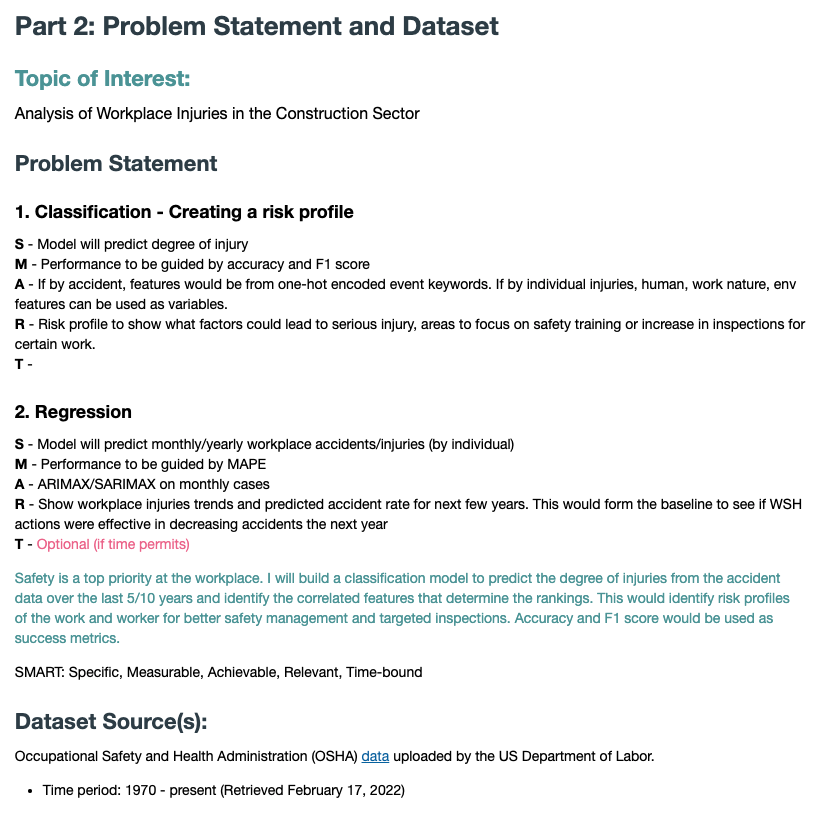 Part 2: Problem Statement and Dataset
Topic of Interest:
Analysis of Workplace Injuries in the Construction Sector
Problem Statement
1. Classification - Creating a risk profile
S - Model will predict degree of injury
M - Performance to be guided by accuracy and F1 score
A - If by accident, features would be from one-hot encoded event keywords. If by individual injuries, human, work nature, env
features can be used as variables.
R - Risk profile to show what factors could lead to serious injury, areas to focus on safety training or increase in inspections for
certain work.
T -
2. Regression
S - Model will predict monthly/yearly workplace accidents/injuries (by individual)
M - Performance to be guided by MAPE
A - ARIMAX/SARIMAX on monthly cases
R - Show workplace injuries trends and predicted accident rate for next few years. This would form the baseline to see if WSH
actions were effective in decreasing accidents the next year
T - Optional (if time permits)
Safety is a top priority at the workplace. I will build a classification model to predict the degree of injuries from the accident
data over the last 5/10 years and identify the correlated features that determine the rankings. This would identify risk profiles
of the work and worker for better safety management and targeted inspections. Accuracy and F1 score would be used as
success metrics.
SMART: Specific, Measurable, Achievable, Relevant, Time-bound
Dataset Source(s):
Occupational Safety and Health Administration (OSHA) data uploaded by the US Department of Labor.
• Time period: 1970 - present (Retrieved February 17, 2022)